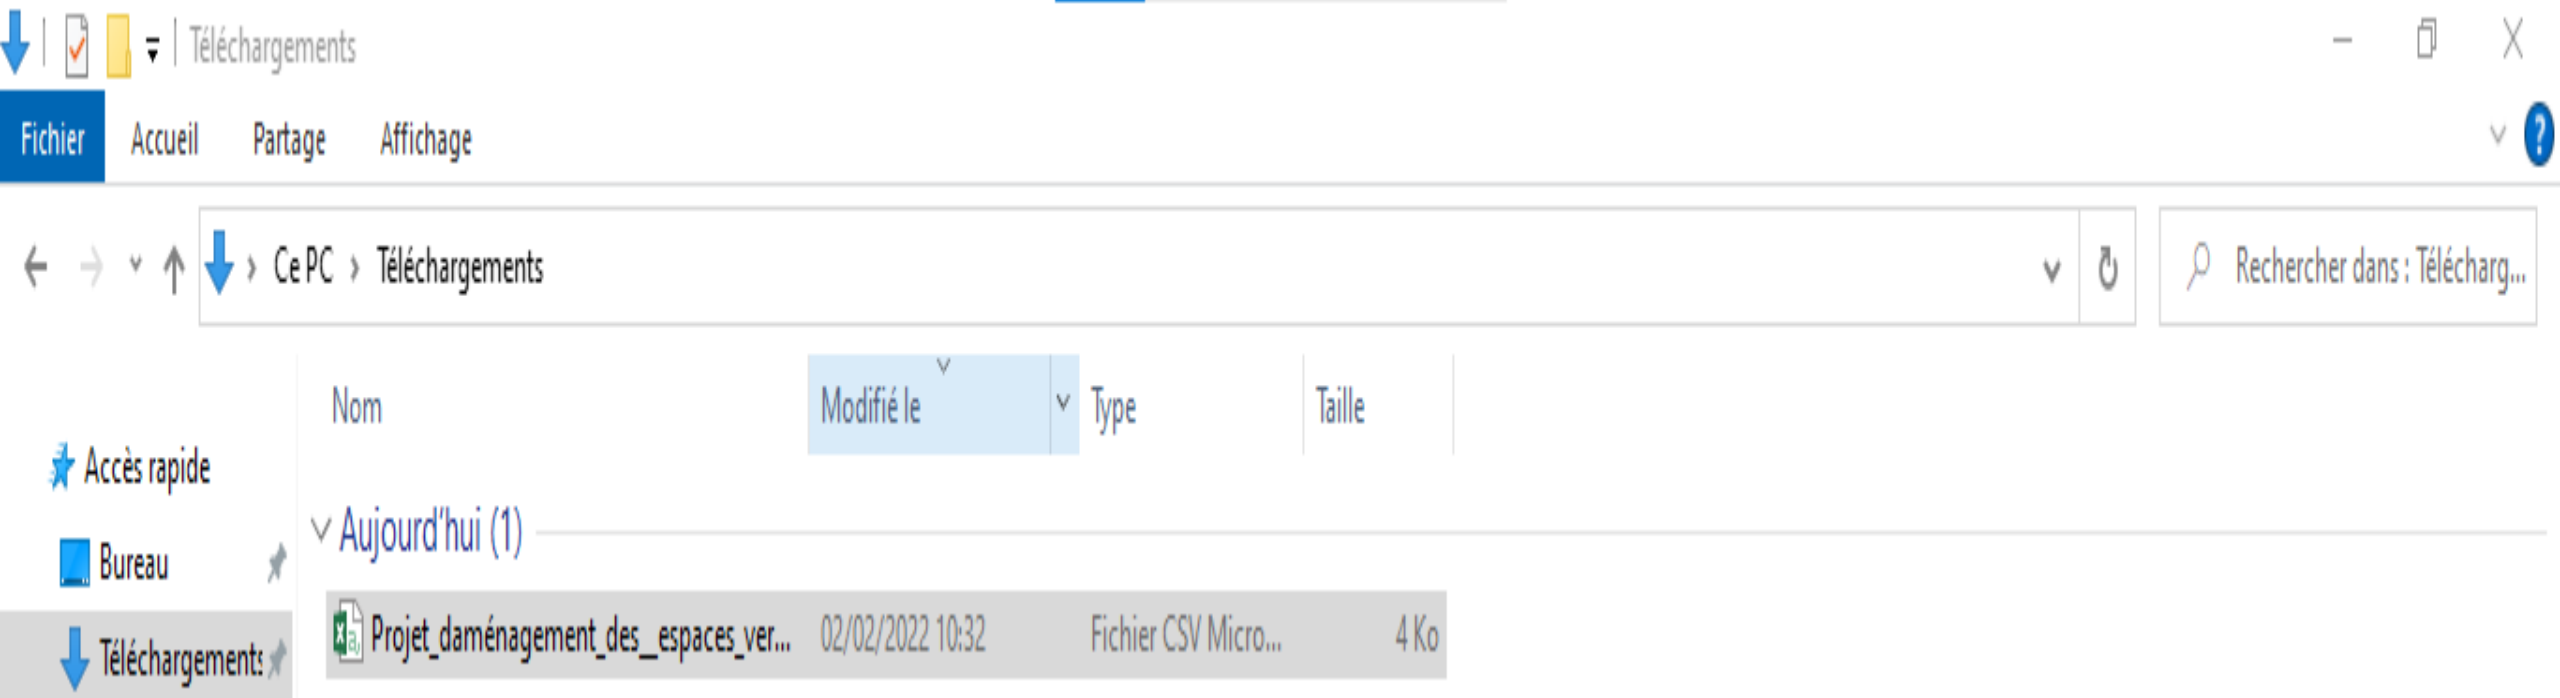 Téléchargements
Fichier Accueil Partage Affichage
Ce PC Téléchargements Rechercher dans : Télécharg...
Nom Modifié le Type Taille
Accès rapide
Aujourd'hui (1)
Bureau
Projet_daménagement_des__espaces_ver... 02/02/2022 10:32 Fichier CSV Micro... 4 Ko
Téléchargements